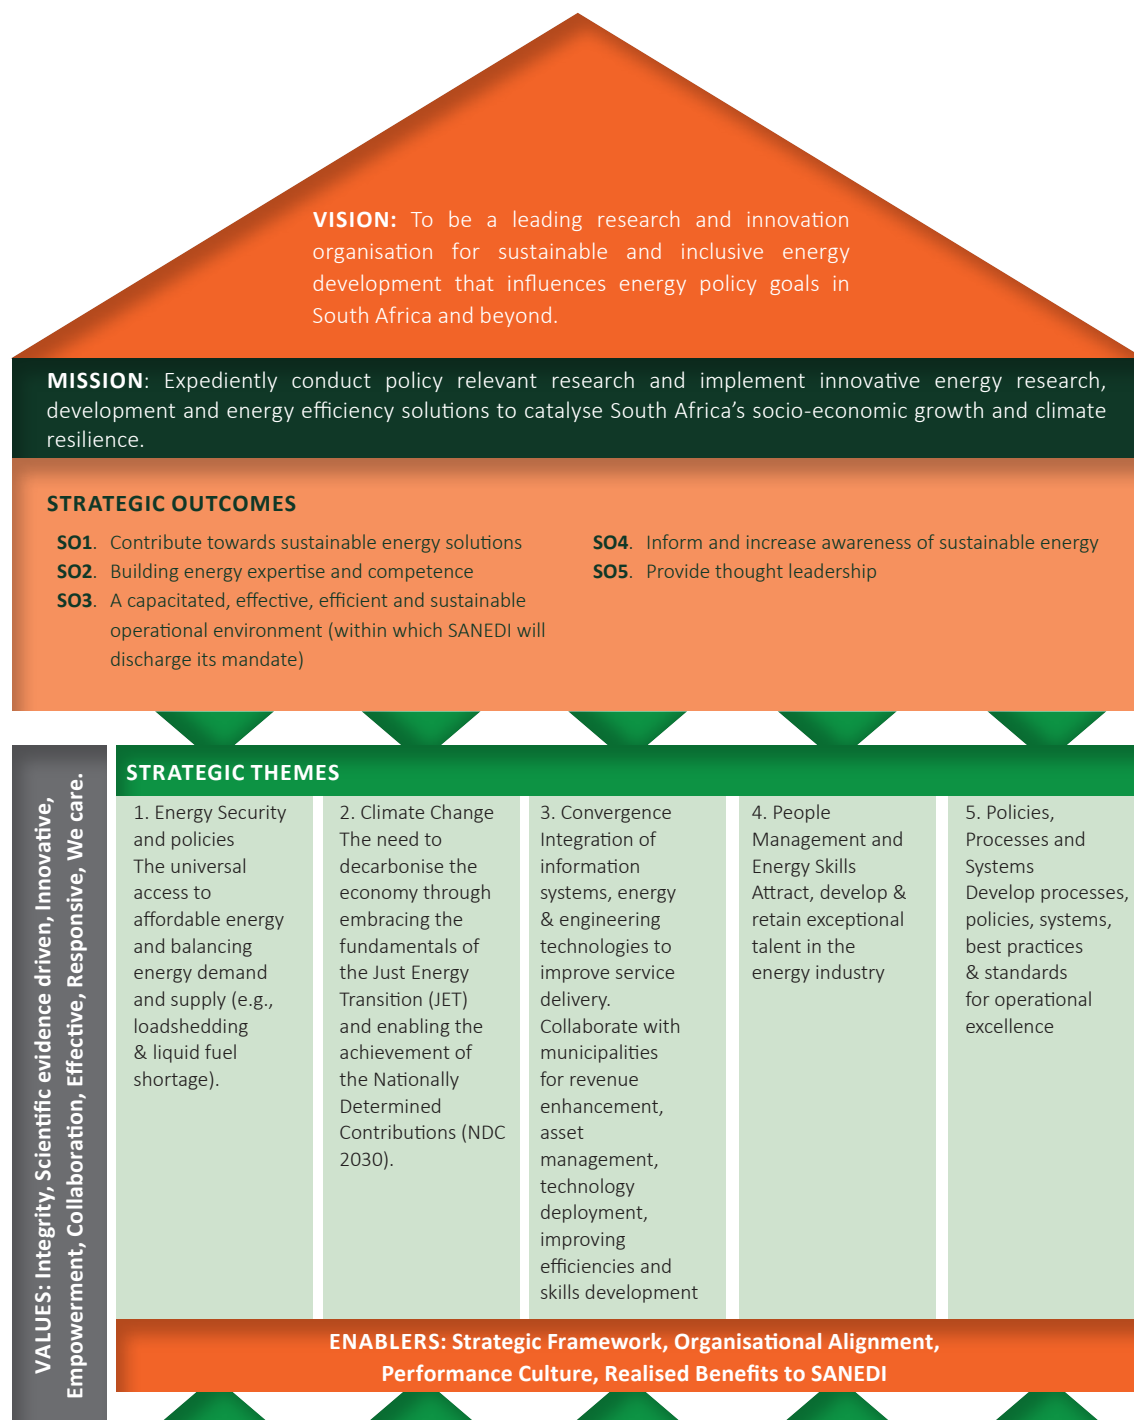 VISION: To be a leading research and innovation
organisation for sustainable and inclusive energy
development that influences energy policy goals in
South Africa and beyond.
MISSION: Expediently conduct policy relevant research and implement innovative energy research,
development and energy efficiency solutions to catalyse South Africa’s socio-economic growth and climate
resilience.
STRATEGIC OUTCOMES
SO1. Contribute towards sustainable energy solutions
SO2. Building energy expertise and competence
SO3. A capacitated, effective, efficient and sustainable
operational environment (within which SANEDI will
discharge its mandate)
SO4. Inform and increase awareness of sustainable energy
SO5. Provide thought leadership
VALUES: Integrity, Scientific evidence driven, Innovative,
Empowerment, Collaboration, Effective, Responsive, We care.
STRATEGIC THEMES
1. Energy Security
and policies
The universal
access to
affordable energy
and balancing
energy demand
and supply (e.g.,
loadshedding
& liquid fuel
shortage).
2. Climate Change
The need to
decarbonise the
economy through
embracing the
fundamentals of
the Just Energy
Transition (JET)
and enabling the
achievement of
the Nationally
Determined
Contributions (NDC
2030).
3. Convergence
Integration of
information
systems, energy
& engineering
technologies to
improve service
delivery.
Collaborate with
municipalities
for revenue
enhancement,
asset
management,
technology
deployment,
improving
efficiencies and
skills development
4. People
Management and
Energy Skills
Attract, develop &
retain exceptional
talent in the
energy industry
5. Policies,
Processes and
Systems
Develop processes,
policies, systems,
best practices
& standards
for operational
excellence
ENABLERS: Strategic Framework, Organisational Alignment,
Performance Culture, Realised Benefits to SANEDI